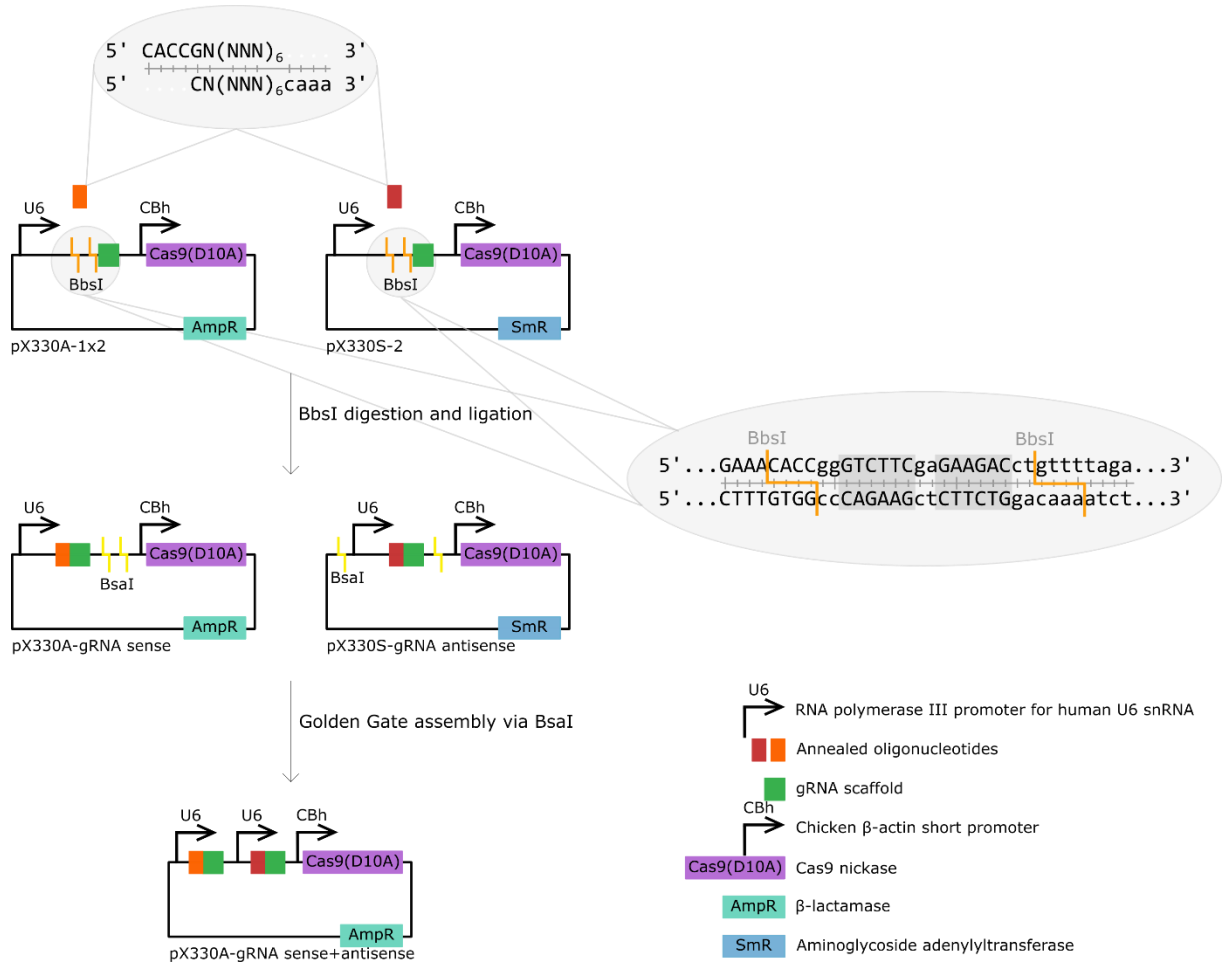 5' CACCGN(NNN)6.... 3'
5' ....CN(NNN)6caaa 3'
U6 CBh U6 CBh
Cas9(D10A) Cas9(D10A)
BbsI BbsI
AmpR SmR
pX330A-1x2 pX330S-2
BbsI digestion and ligation
BbsI BbsI
5'...GAAACACCggGTCTTCgaGAAGACctgttttaga...3'
5'...CTTTGTGGccCAGAAGctCTTCTGgacaaaatct...3'
U6 CBh U6 CBh
Cas9(D10A) Cas9(D10A)
BsaI BsaI
AmpR SmR
pX330A-gRNA sense pX330S-gRNA antisense
Golden Gate assembly via BsaI
U6 U6 CBh
Cas9(D10A)
AmpR
pX330A-gRNA sense+antisense
U6 RNA polymerase III promoter for human U6 snRNA
Annealed oligonucleotides
gRNA scaffold
CBh Chicken β-actin short promoter
Cas9(D10A) Cas9 nickase
AmpR β-lactamase
SmR Aminoglycoside adenylyltransferase